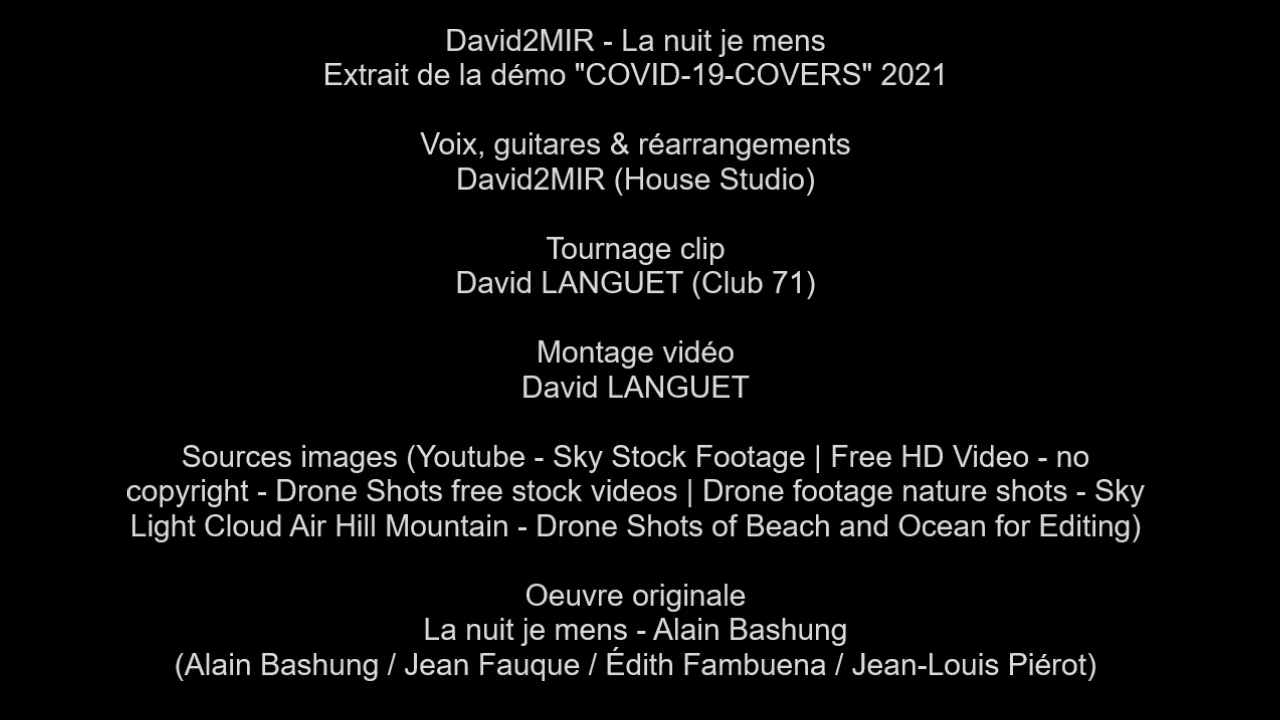 David2MIR - La nuit je mens
Extrait de la démo "COVID-19-COVERS" 2021
Voix, guitares & réarrangements
David2MIR (House Studio)
Tournage clip
David LANGUET (Club 71)
Montage vidéo
David LANGUET
Sources images (Youtube - Sky Stock Footage | Free HD Video - no
copyright - Drone Shots free stock videos | Drone footage nature shots - Sky
Light Cloud Air Hill Mountain - Drone Shots of Beach and Ocean for Editing)
Oeuvre originale
La nuit je mens - Alain Bashung
(Alain Bashung / Jean Fauque / Édith Fambuena / Jean-Louis Piérot)